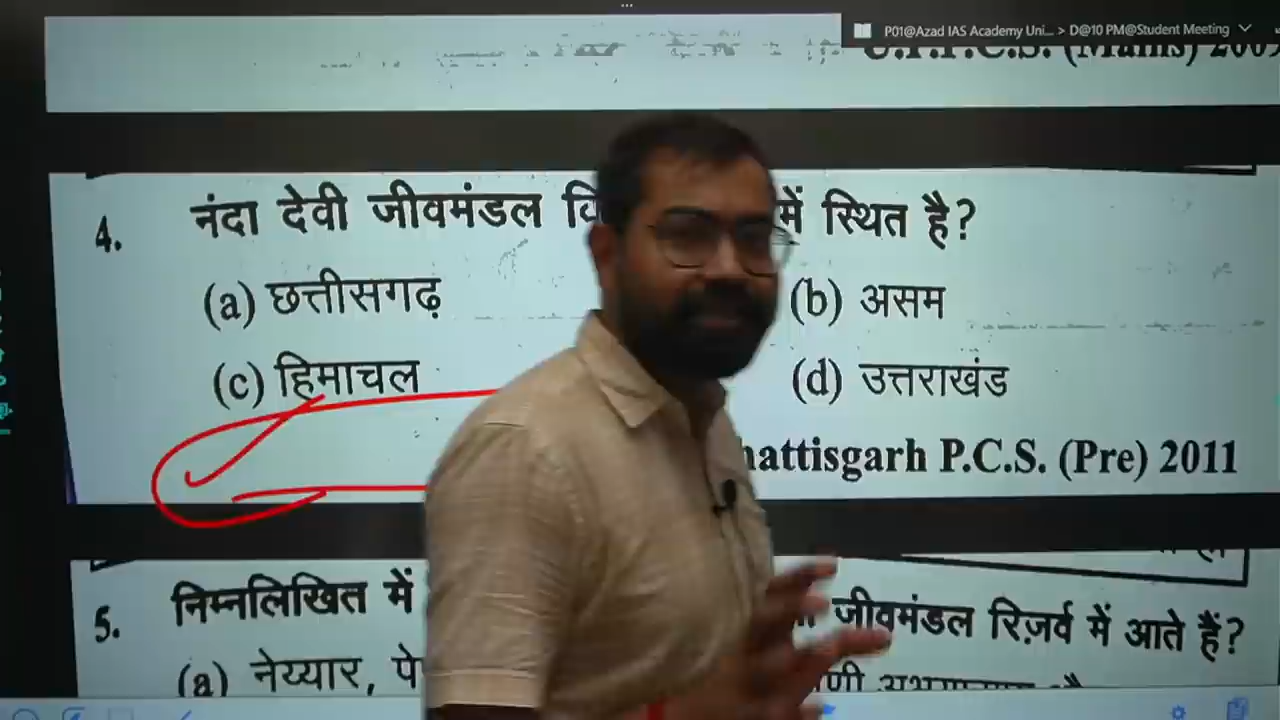 P01@Azad IAS Academy Uni... > D@10 PM@Student Meeting
U.P.P.C.S. (Mains) 2009
4. नंदा देवी जीवमंडल में स्थित है?
(a) छत्तीसगढ़ (b) असम
(c) हिमाचल (d) उत्तराखंड
hattisgarh P.C.S. (Pre) 2011
5. निम्नलिखित में जीवमंडल रिज़र्व में आते हैं?
(a) नेय्यार,